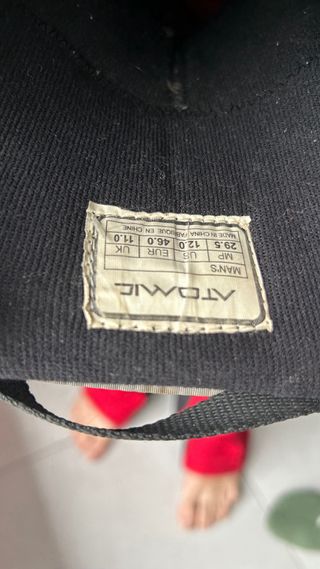 ATOMIC
MAN'S
MP US EUR UK
29.5 12.0 46.0 11.0
MADE IN CHINA FABRIQUE EN CHINE